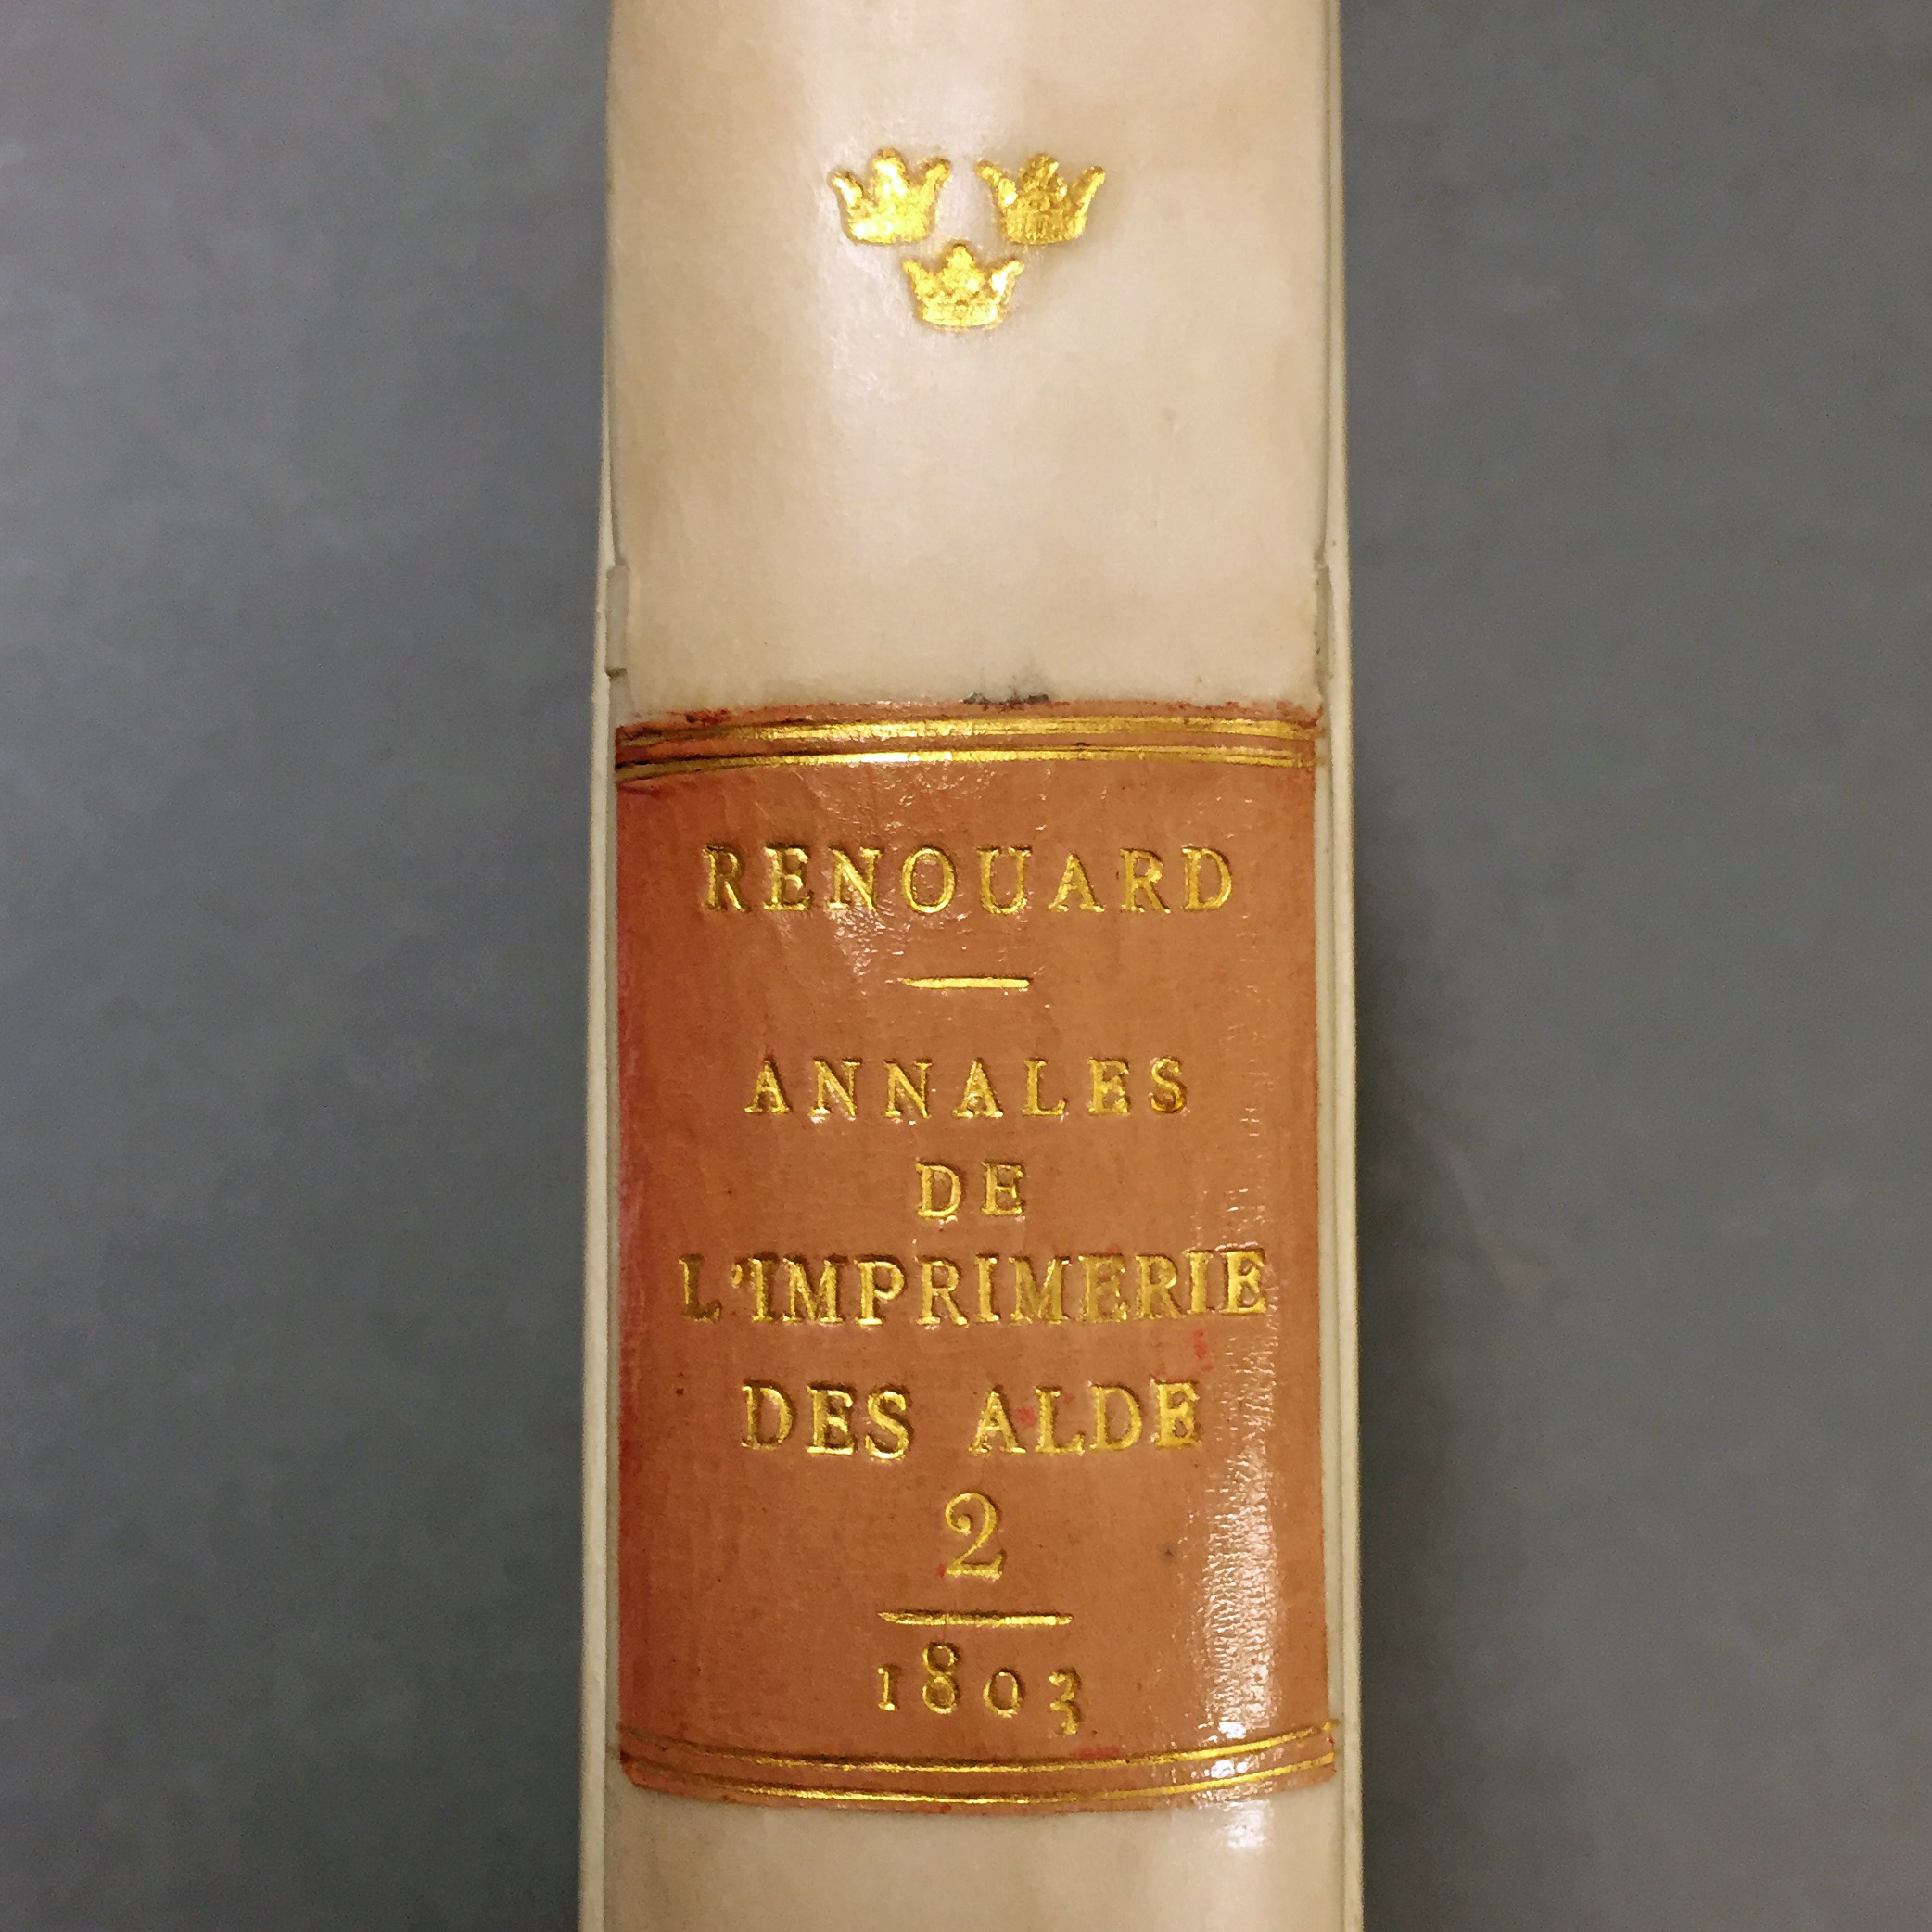 RENOUARD
ANNALES
DE
L'IMPRIMERIE
DES ALDE
2
1803